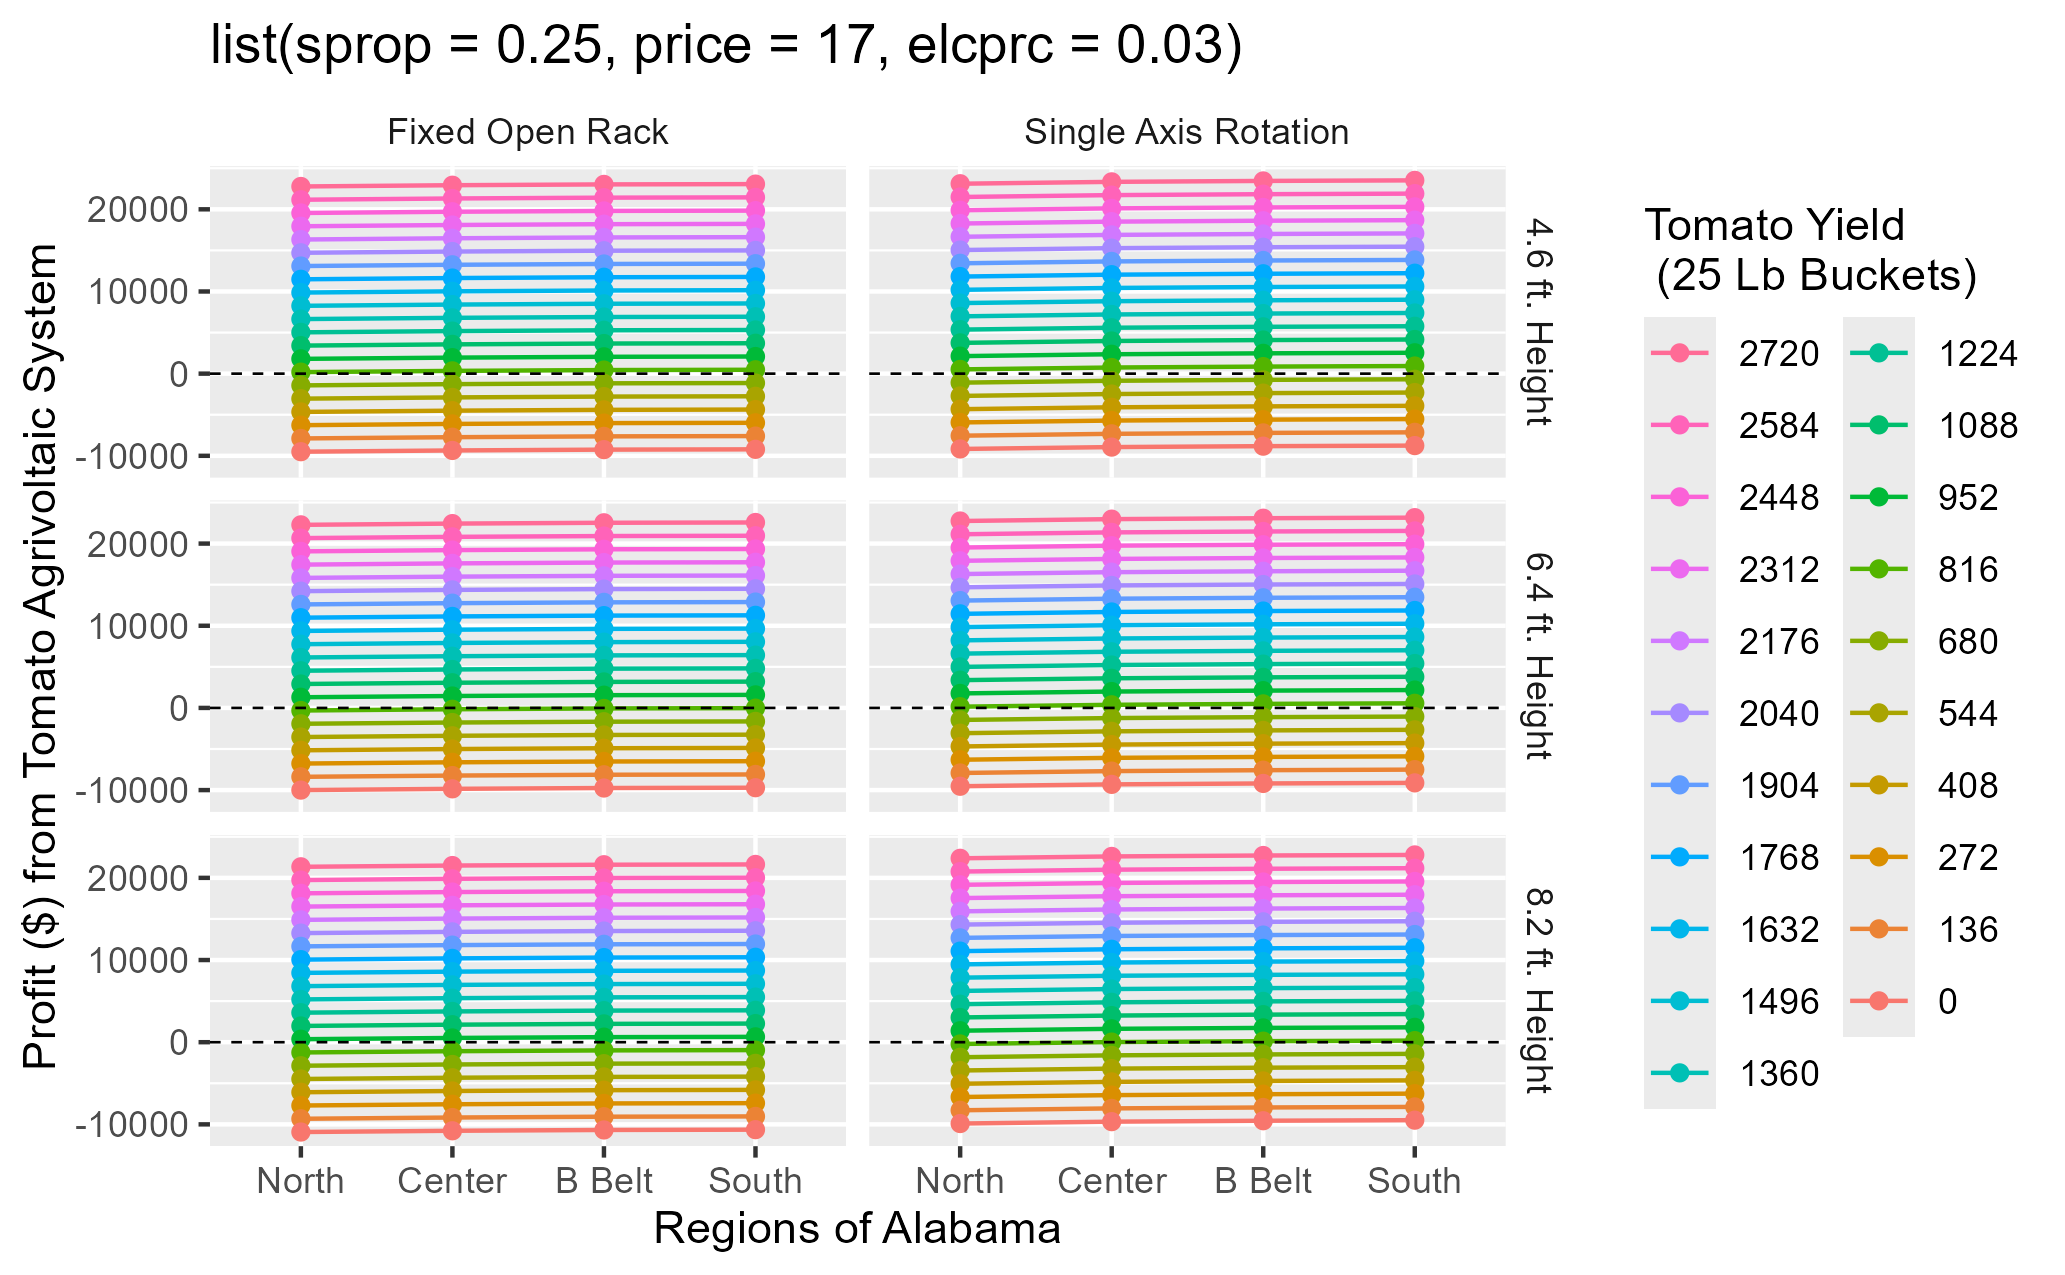 list(sprop = 0.25, price = 17, elcprc = 0.03)
Fixed Open Rack
Single Axis Rotation
Profit ($) from Tomato Agrivoltaic System
20000
10000
0
-10000
4.6 ft. Height
20000
10000
0
-10000
6.4 ft. Height
20000
10000
0
-10000
8.2 ft. Height
North Center B Belt South
North Center B Belt South
Regions of Alabama
Tomato Yield
(25 Lb Buckets)
2720
2584
2448
2312
2176
2040
1904
1768
1632
1496
1360
1224
1088
952
816
680
544
408
272
136
0